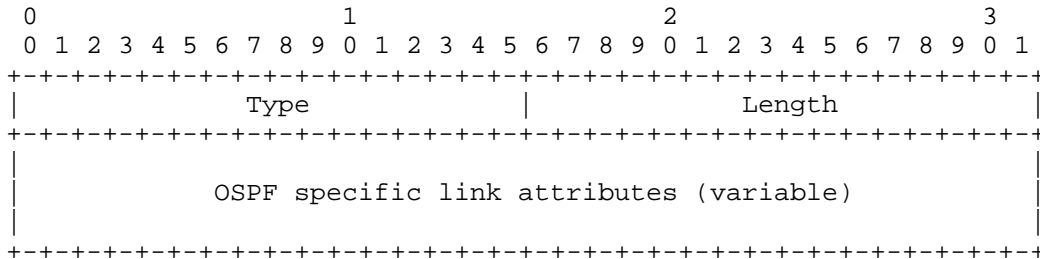 0                   1                   2                   3
 0 1 2 3 4 5 6 7 8 9 0 1 2 3 4 5 6 7 8 9 0 1 2 3 4 5 6 7 8 9 0 1
+-+-+-+-+-+-+-+-+-+-+-+-+-+-+-+-+-+-+-+-+-+-+-+-+-+-+-+-+-+-+-+-+
|              Type             |             Length            |
+-+-+-+-+-+-+-+-+-+-+-+-+-+-+-+-+-+-+-+-+-+-+-+-+-+-+-+-+-+-+-+-+
|                                                               |
|            OSPF specific link attributes (variable)           |
|                                                               |
+-+-+-+-+-+-+-+-+-+-+-+-+-+-+-+-+-+-+-+-+-+-+-+-+-+-+-+-+-+-+-+-+